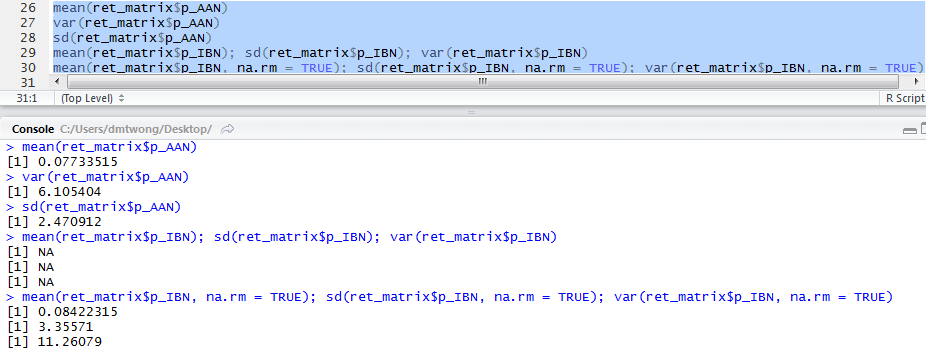 26 mean(ret_matrix$p_AAN)
27 var(ret_matrix$p_AAN)
28 sd(ret_matrix$p_AAN)
29 mean(ret_matrix$p_IBN); sd(ret_matrix$p_IBN); var(ret_matrix$p_IBN)
30 mean(ret_matrix$p_IBN, na.rm = TRUE); sd(ret_matrix$p_IBN, na.rm = TRUE); var(ret_matrix$p_IBN, na.rm = TRUE)
31
31:1 (Top Level) R Script
Console C:/Users/dmtwong/Desktop/
> mean(ret_matrix$p_AAN)
[1] 0.07733515
> var(ret_matrix$p_AAN)
[1] 6.105404
> sd(ret_matrix$p_AAN)
[1] 2.470912
> mean(ret_matrix$p_IBN); sd(ret_matrix$p_IBN); var(ret_matrix$p_IBN)
[1] NA
[1] NA
[1] NA
> mean(ret_matrix$p_IBN, na.rm = TRUE); sd(ret_matrix$p_IBN, na.rm = TRUE); var(ret_matrix$p_IBN, na.rm = TRUE)
[1] 0.08422315
[1] 3.35571
[1] 11.26079